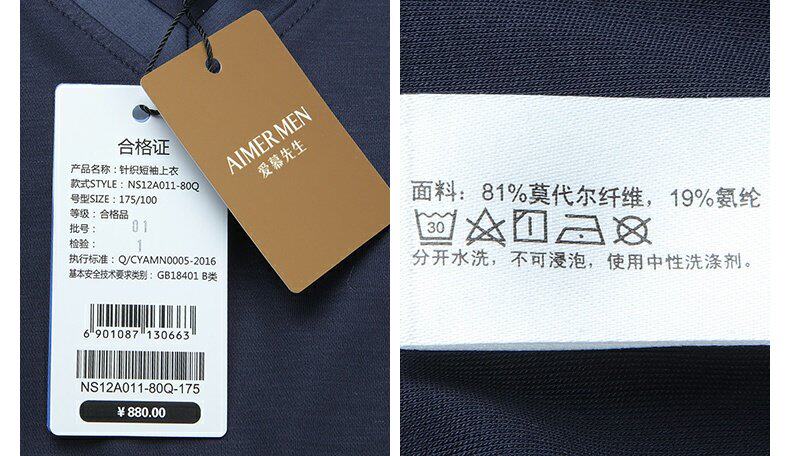 合格证
产品名称: 针织短袖上衣
款式STYLE: NS12A011-80Q
号型SIZE: 175/100
等级: 合格品
批号: 01
检验: 1
执行标准: Q/CYAMN0005-2016
基本安全技术要求类别: GB18401 B类
6 901087 130663
NS12A011-80Q-175
¥880.00
AIMER MEN
爱慕先生
面料: 81%莫代尔纤维, 19%氨纶
30
分开水洗, 不可浸泡, 使用中性洗涤剂。